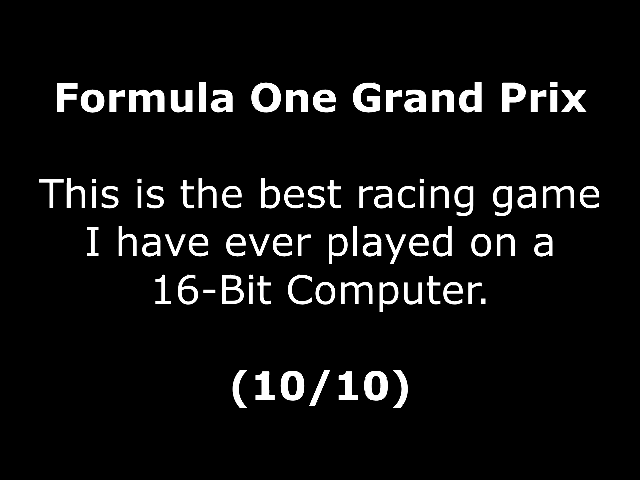 Formula One Grand Prix
This is the best racing game
I have ever played on a
16-Bit Computer.
(10/10)